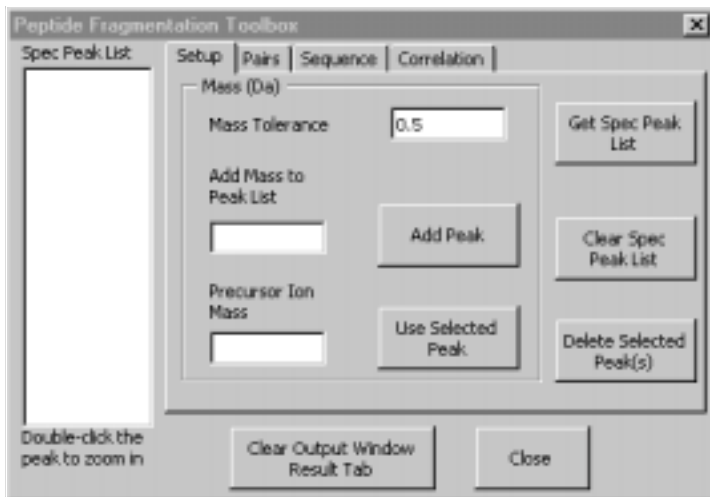 Peptide Fragmentation Toolbox
Spec Peak List
Setup
Pairs
Sequence
Correlation
Mass (Da)
Mass Tolerance
0.5
Get Spec Peak
List
Add Mass to
Peak List
Add Peak
Clear Spec
Peak List
Precursor Ion
Mass
Use Selected
Peak
Delete Selected
Peak(s)
Double-click the
peak to zoom in
Clear Output Window
Result Tab
Close